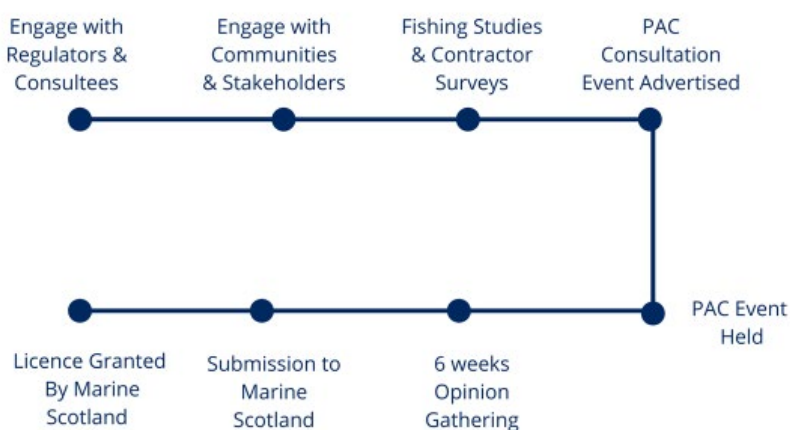 Engage with
Regulators &
Consultees
Engage with
Communities
& Stakeholders
Fishing Studies
& Contractor
Surveys
PAC
Consultation
Event Advertised
PAC Event
Held
6 weeks
Opinion
Gathering
Submission to
Marine
Scotland
Licence Granted
By Marine
Scotland